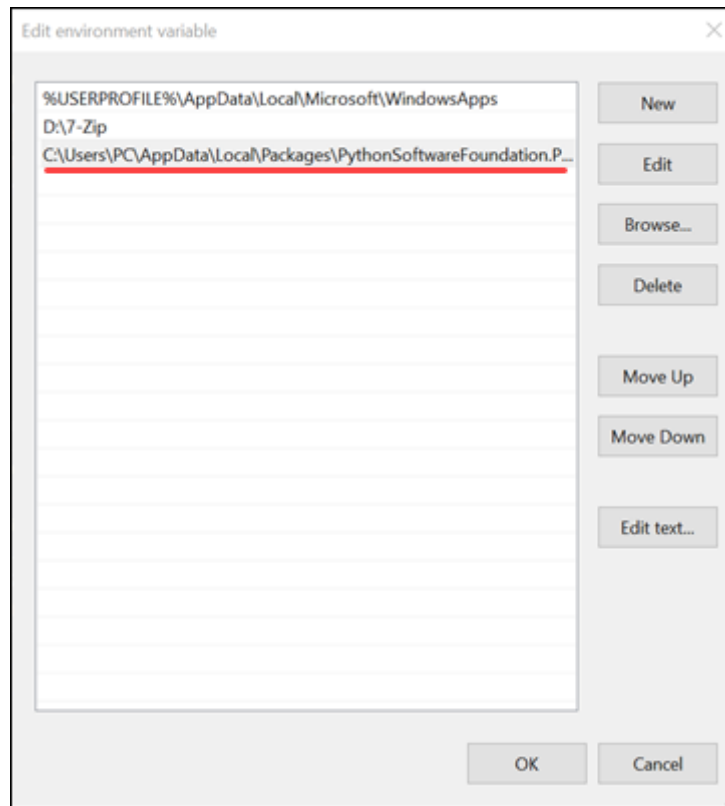 Edit environment variable
%USERPROFILE%\AppData\Local\Microsoft\WindowsApps
D:\7-Zip
C:\Users\PC\AppData\Local\Packages\PythonSoftwareFoundation.P...
New
Edit
Browse...
Delete
Move Up
Move Down
Edit text...
OK
Cancel